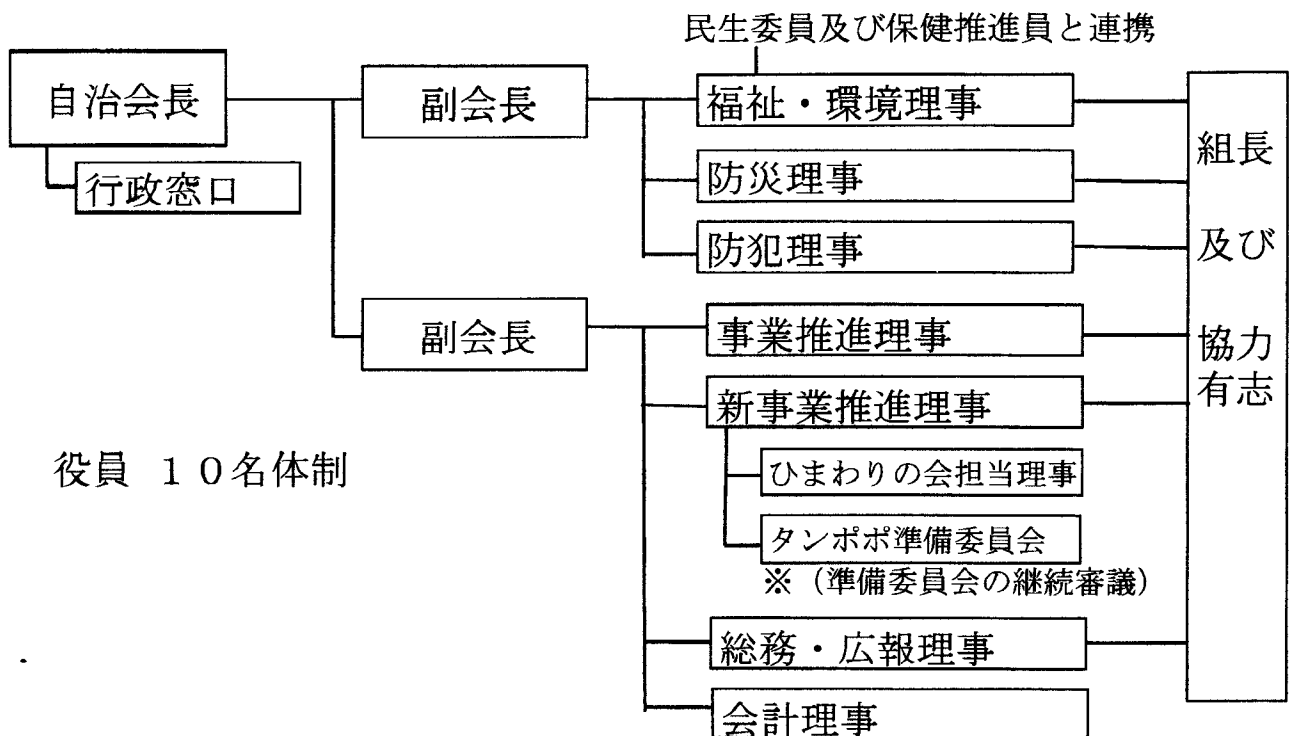 民生委員及び保健推進員と連携
自治会長
行政窓口
副会長
福祉・環境理事
防災理事
防犯理事
副会長
事業推進理事
新事業推進理事
ひまわりの会担当理事
タンポポ準備委員会
※（準備委員会の継続審議）
総務・広報理事
会計理事
組長
及び
協力
有志
役員 １０名体制